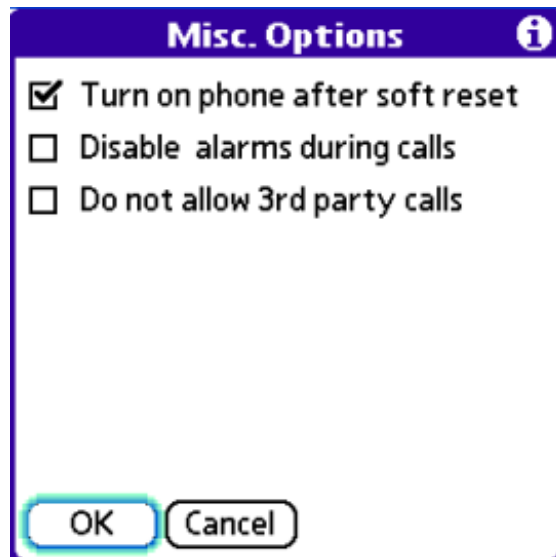 Misc. Options
Turn on phone after soft reset
Disable alarms during calls
Do not allow 3rd party calls
OK Cancel